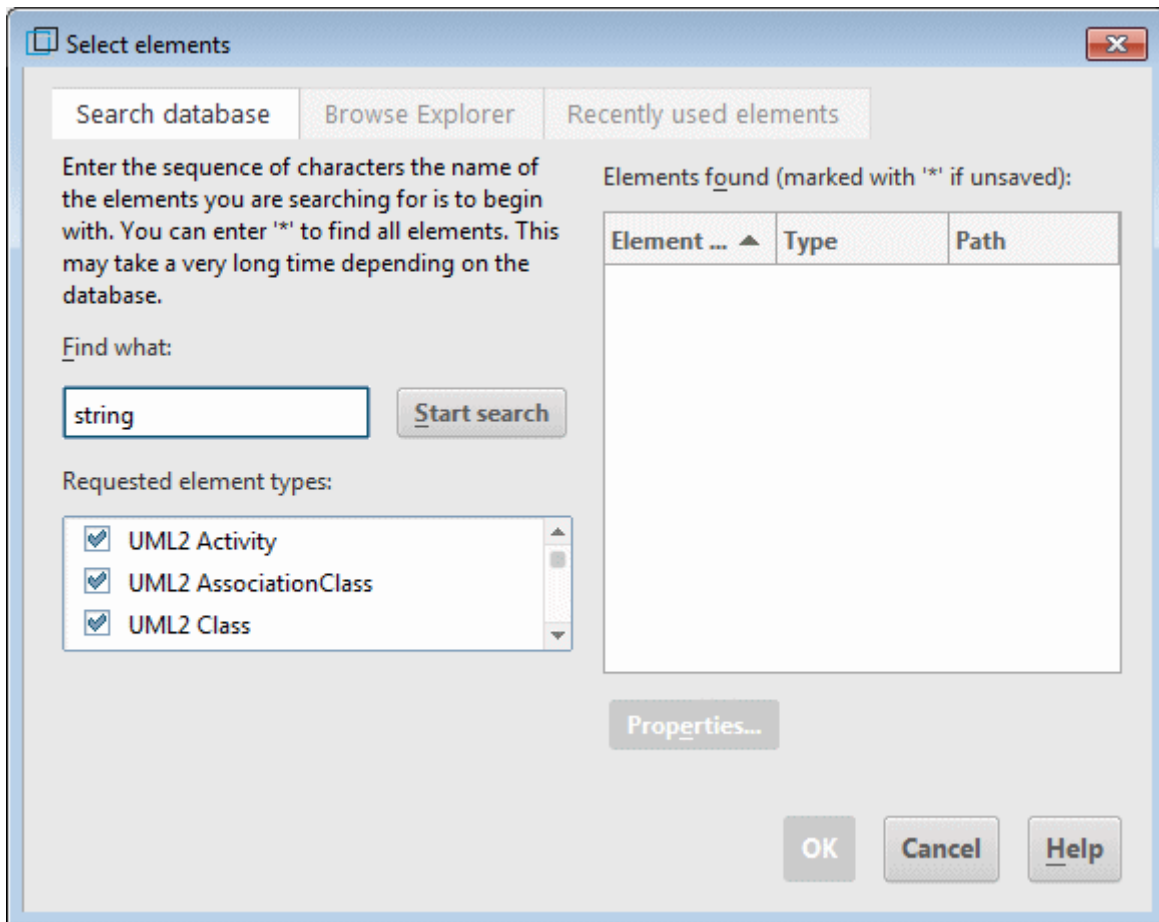 Select elements
Search database
Browse Explorer
Recently used elements
Enter the sequence of characters the name of
the elements you are searching for is to begin
with. You can enter '*' to find all elements. This
may take a very long time depending on the
database.
Find what:
string
Start search
Requested element types:
UML2 Activity
UML2 AssociationClass
UML2 Class
Elements found (marked with '*' if unsaved):
Element ... Type Path
Properties...
OK Cancel Help